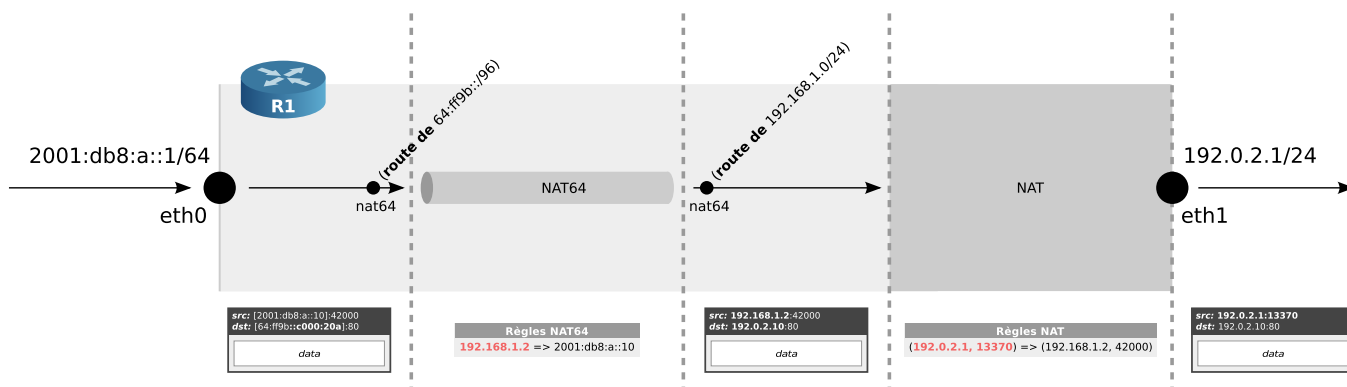 R1
2001:db8:a::1/64
eth0
(route de 64:ff9b::/96)
nat64
NAT64
(route de 192.168.1.0/24)
nat64
NAT
192.0.2.1/24
eth1
src: [2001:db8:a::10]:42000
dst: [64:ff9b::c000:20a]:80
data
Règles NAT64
192.168.1.2 => 2001:db8:a::10
src: 192.168.1.2:42000
dst: 192.0.2.10:80
data
Règles NAT
(192.0.2.1, 13370) => (192.168.1.2, 42000)
src: 192.0.2.1:13370
dst: 192.0.2.10:80
data